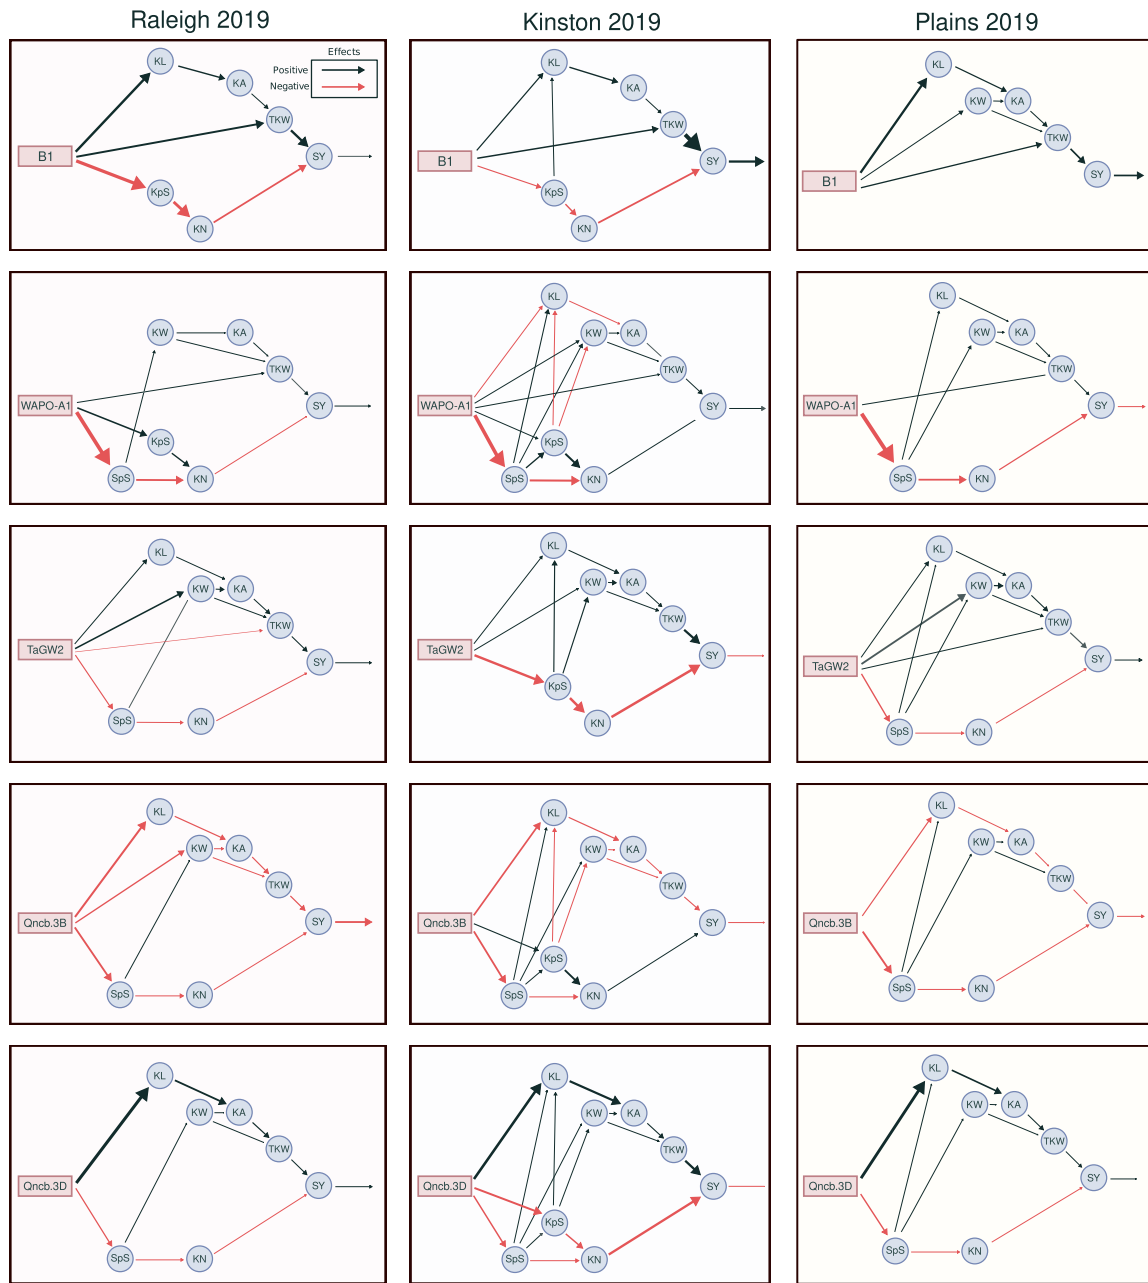 Raleigh 2019
Kinston 2019
Plains 2019
Effects
Positive
Negative
KL
KA
TKW
B1
SY
KpS
KN
KL
KA
TKW
B1
SY
KpS
KN
KL
KW
KA
TKW
B1
SY
KW
KA
TKW
WAPO-A1
SY
KpS
SpS
KN
KL
KW
KA
TKW
WAPO-A1
SY
KpS
SpS
KN
KL
KW
KA
TKW
WAPO-A1
SY
SpS
KN
KL
KW
KA
TKW
TaGW2
SY
SpS
KN
KL
KW
KA
TKW
TaGW2
SY
KpS
KN
KL
KW
KA
TKW
TaGW2
SY
SpS
KN
KL
KW
KA
TKW
Qncb.3B
SY
SpS
KN
KL
KW
KA
TKW
Qncb.3B
SY
KpS
SpS
KN
KL
KW
KA
TKW
Qncb.3B
SY
SpS
KN
KL
KW
KA
TKW
Qncb.3D
SY
SpS
KN
KL
KW
KA
TKW
Qncb.3D
SY
KpS
SpS
KN
KL
KW
KA
TKW
Qncb.3D
SY
SpS
KN